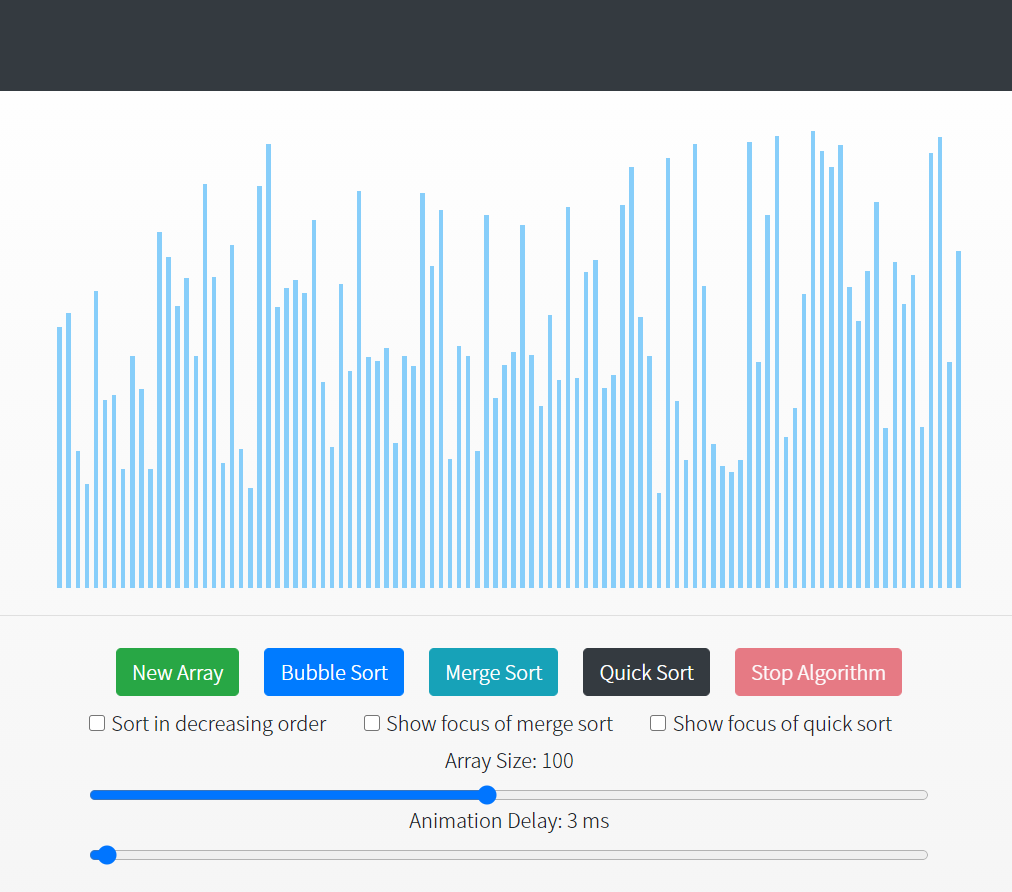 New Array Bubble Sort Merge Sort Quick Sort Stop Algorithm
Sort in decreasing order Show focus of merge sort Show focus of quick sort
Array Size: 100
Animation Delay: 3 ms